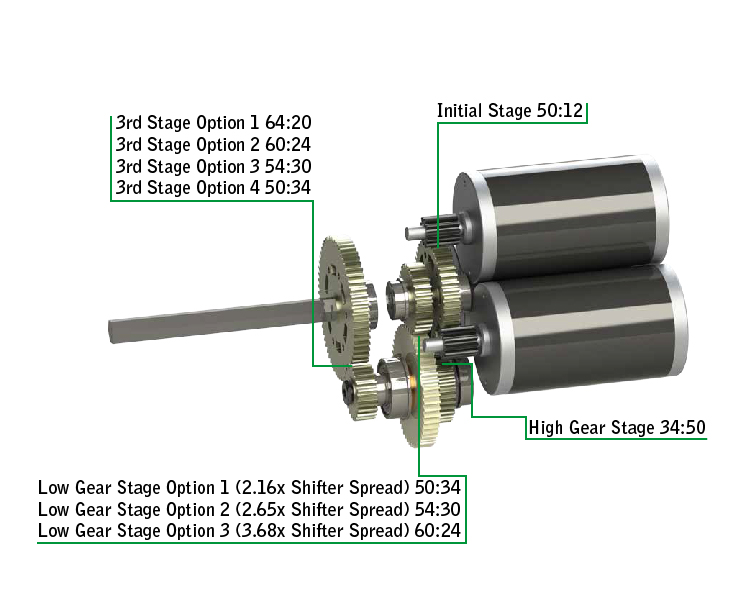 Initial Stage 50:12
3rd Stage Option 1 64:20
3rd Stage Option 2 60:24
3rd Stage Option 3 54:30
3rd Stage Option 4 50:34
High Gear Stage 34:50
Low Gear Stage Option 1 (2.16x Shifter Spread) 50:34
Low Gear Stage Option 2 (2.65x Shifter Spread) 54:30
Low Gear Stage Option 3 (3.68x Shifter Spread) 60:24